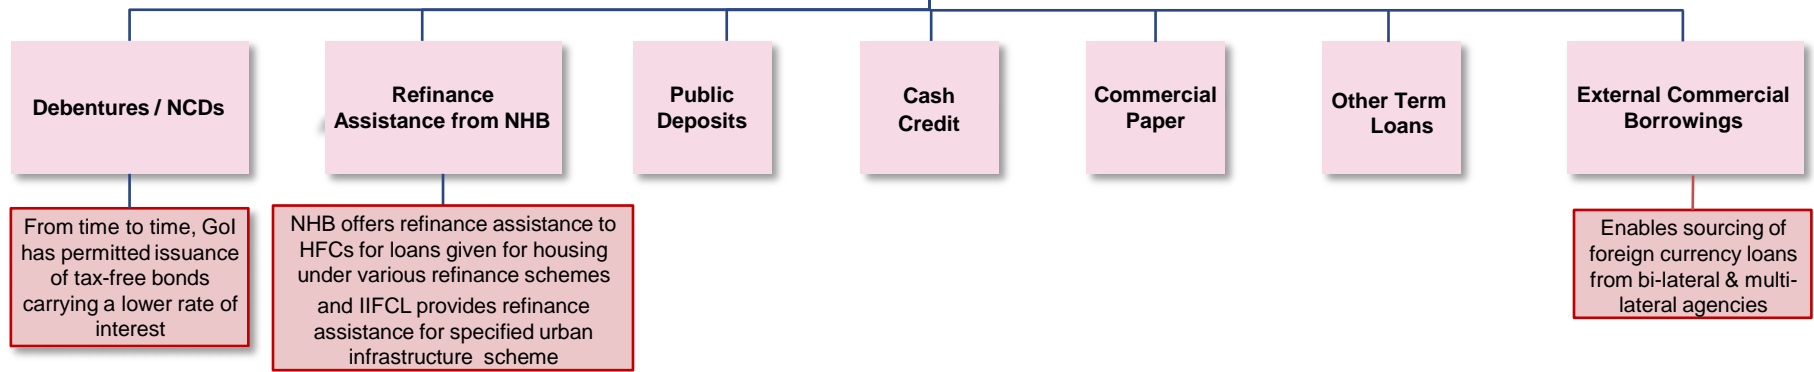 Debentures / NCDs
Refinance
Assistance from NHB
Public
Deposits
Cash
Credit
Commercial
Paper
Other Term
Loans
External Commercial
Borrowings
From time to time, GoI
has permitted issuance
of tax-free bonds
carrying a lower rate of
interest
NHB offers refinance assistance to
HFCs for loans given for housing
under various refinance schemes
and IIFCL provides refinance
assistance for specified urban
infrastructure scheme
Enables sourcing of
foreign currency loans
from bi-lateral & multi-
lateral agencies